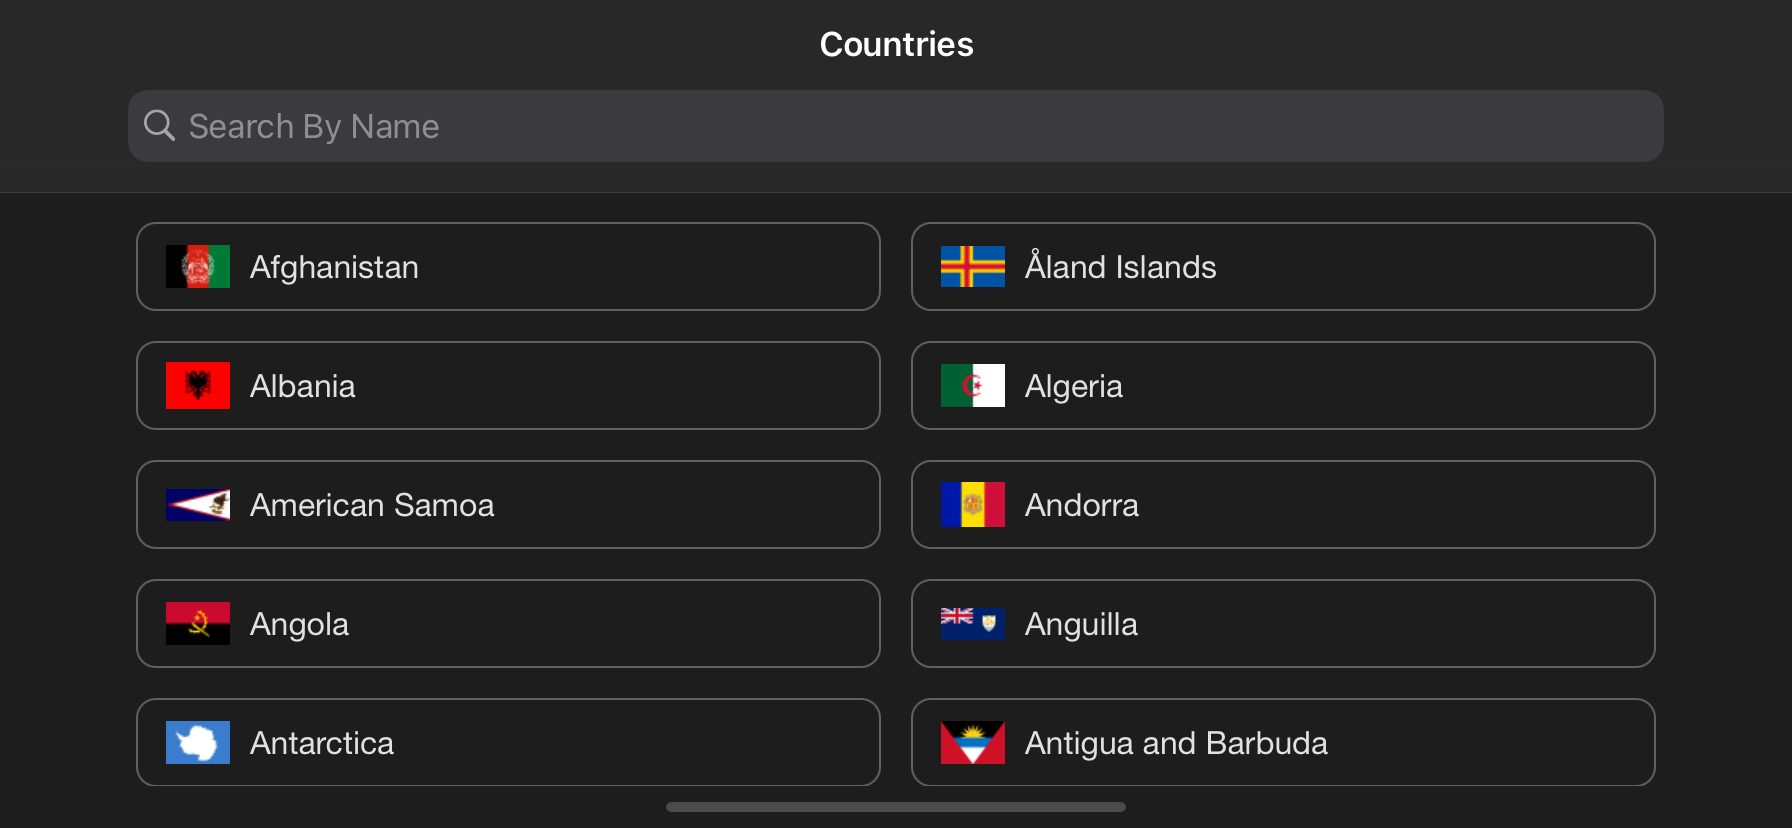 Countries
Search By Name
Afghanistan
Åland Islands
Albania
Algeria
American Samoa
Andorra
Angola
Anguilla
Antarctica
Antigua and Barbuda